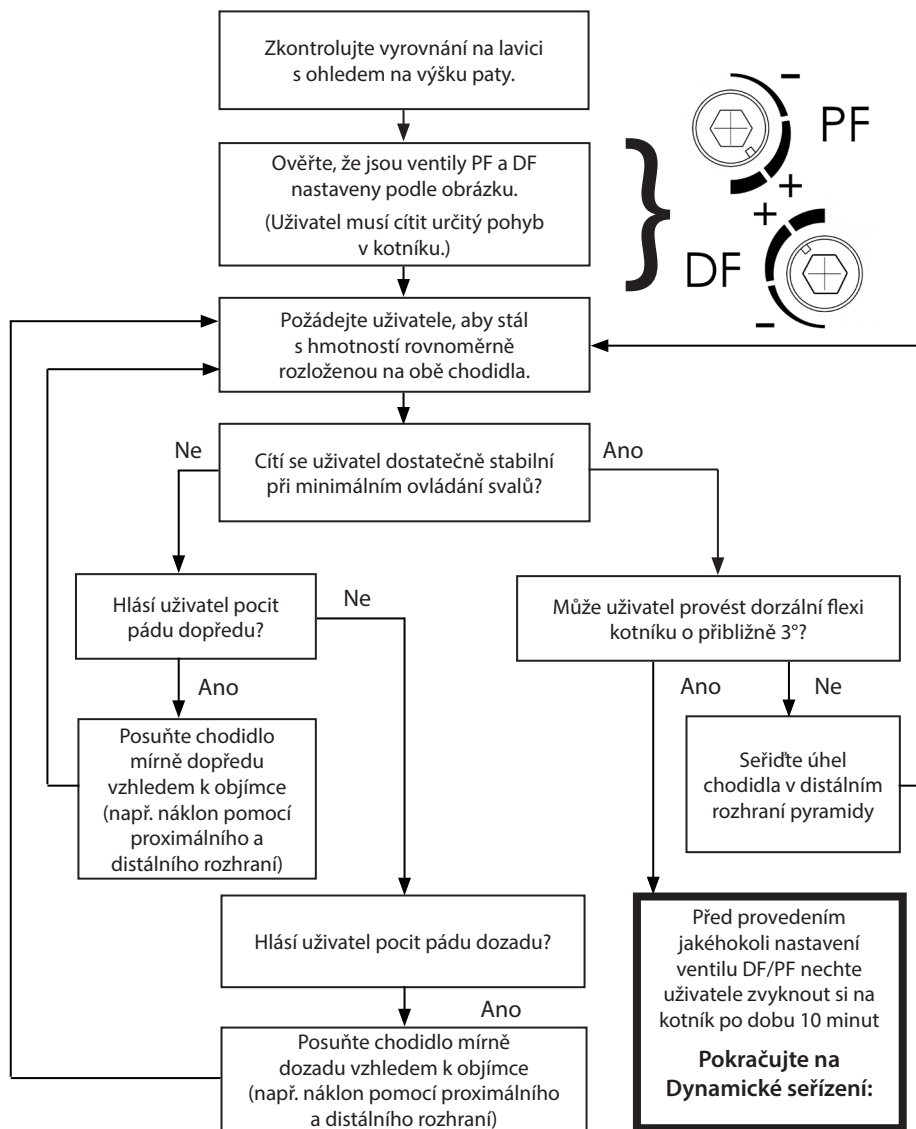 Zkontrolujte vyrovnání na lavici
s ohledem na výšku paty.
Ověřte, že jsou ventily PF a DF
nastaveny podle obrázku.
(Uživatel musí cítit určitý pohyb
v kotníku.)
-
PF
+
+
DF
-
Požádejte uživatele, aby stál
s hmotností rovnoměrně
rozloženou na obě chodidla.
Ne
Cítí se uživatel dostatečně stabilní
při minimálním ovládání svalů?
Ano
Hlásí uživatel pocit
pádu dopředu?
Ne
Může uživatel provést dorzální flexi
kotníku o přibližně 3°?
Ano
Ano
Ne
Posuňte chodidlo
mírně dopředu
vzhledem k objímce
(např. náklon pomocí
proximálního a
distálního rozhraní)
Seřiďte úhel
chodidla v distálním
rozhraní pyramidy
Hlásí uživatel pocit pádu dozadu?
Ano
Posuňte chodidlo mírně
dozadu vzhledem k objímce
(např. náklon pomocí proximálního
a distálního rozhraní)
Před provedením
jakéhokoli nastavení
ventilu DF/PF nechte
uživatele zvyknout si na
kotník po dobu 10 minut
Pokračujte na
Dynamické seřízení: